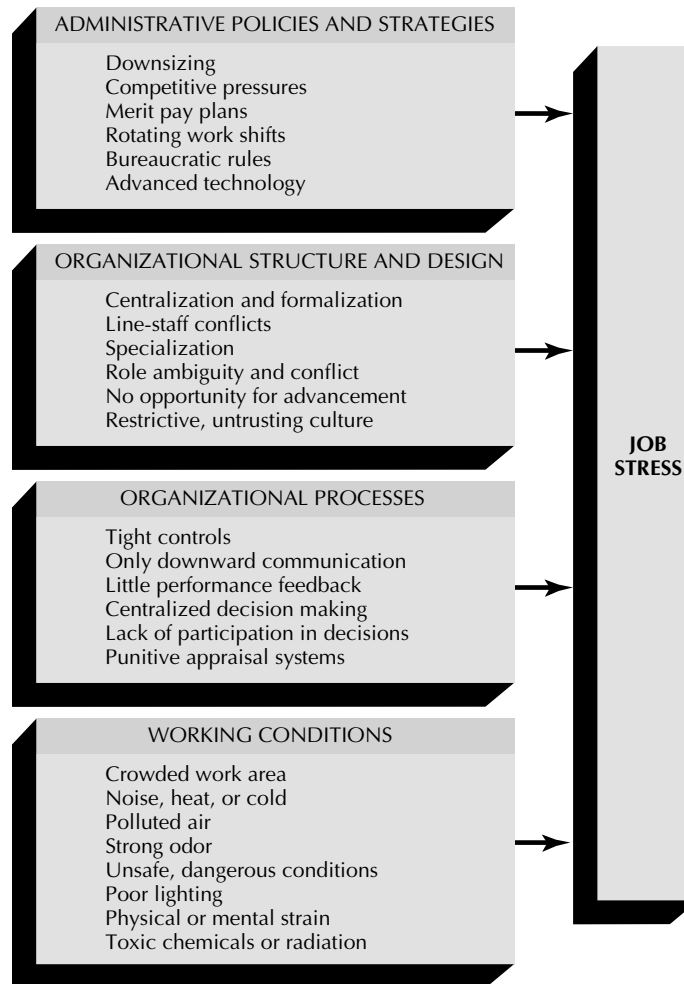 ADMINISTRATIVE POLICIES AND STRATEGIES
Downsizing
Competitive pressures
Merit pay plans
Rotating work shifts
Bureaucratic rules
Advanced technology
ORGANIZATIONAL STRUCTURE AND DESIGN
Centralization and formalization
Line-staff conflicts
Specialization
Role ambiguity and conflict
No opportunity for advancement
Restrictive, untrusting culture
ORGANIZATIONAL PROCESSES
Tight controls
Only downward communication
Little performance feedback
Centralized decision making
Lack of participation in decisions
Punitive appraisal systems
WORKING CONDITIONS
Crowded work area
Noise, heat, or cold
Polluted air
Strong odor
Unsafe, dangerous conditions
Poor lighting
Physical or mental strain
Toxic chemicals or radiation
JOB
STRESS